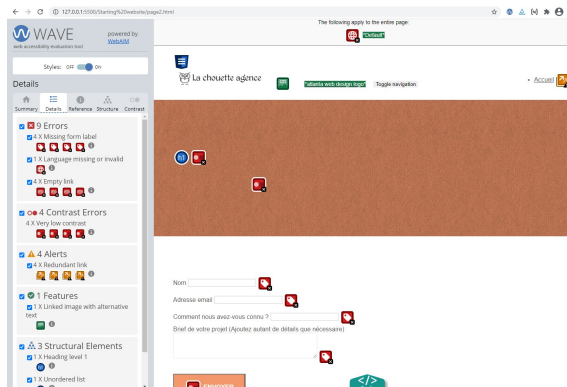 127.0.0.1:5500/Starting%20website/page2.html
WAVE
powered by
WebAIM
web accessibility evaluation tool
Styles: OFF ON
Details
Summary Details Reference Structure Contrast
9 Errors
4 X Missing form label
1 X Language missing or invalid
4 X Empty link
4 Contrast Errors
4 X Very low contrast
4 Alerts
4 X Redundant link
1 Features
1 X Linked image with alternative
text
3 Structural Elements
1 X Heading level 1
1 X Unordered list
The following apply to the entire page:
*Default*
La chouette agence
*atlanta web design logo*
Toggle navigation
Accueil
Nom
Adresse email
Comment nous avez-vous connu ?
Brief de votre projet (Ajoutez autant de détails que nécessaire)
ENVOYER
</>